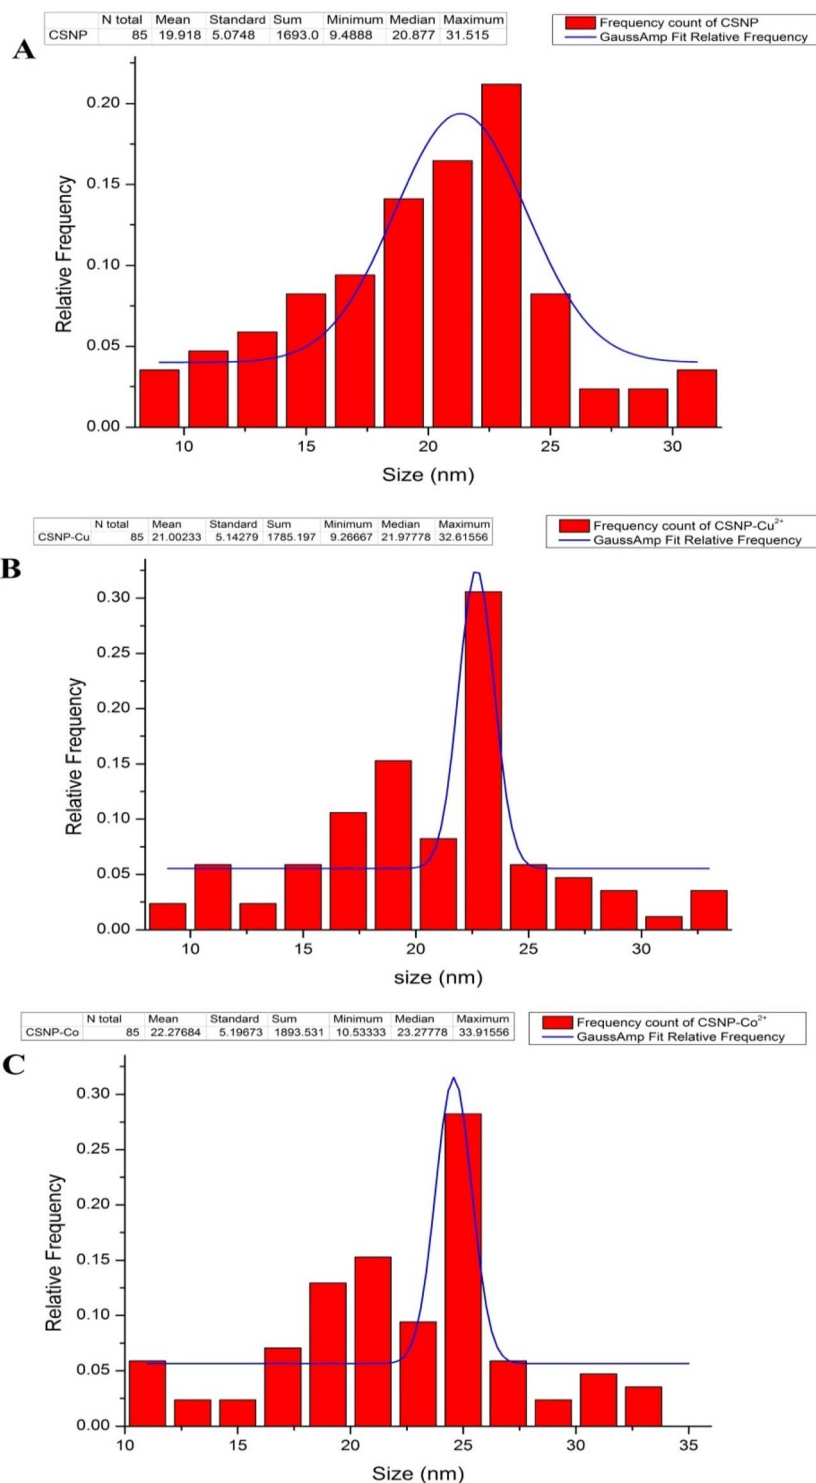 A
N total Mean Standard Sum Minimum Median Maximum
CSNP 85 19.918 5.0748 1693.0 9.4888 20.877 31.515
Frequency count of CSNP
GaussAmp Fit Relative Frequency
Relative Frequency
0.20
0.15
0.10
0.05
0.00
10 15 20 25 30
Size (nm)
B
N total Mean Standard Sum Minimum Median Maximum
CSNP-Cu 85 21.00233 5.14279 1785.197 9.26667 21.97778 32.61556
Frequency count of CSNP-Cu²⁺
GaussAmp Fit Relative Frequency
Relative Frequency
0.30
0.25
0.20
0.15
0.10
0.05
0.00
10 15 20 25 30
size (nm)
C
N total Mean Standard Sum Minimum Median Maximum
CSNP-Co 85 22.27684 5.19673 1893.531 10.53333 23.27778 33.91556
Frequency count of CSNP-Co²⁺
GaussAmp Fit Relative Frequency
Relative Frequency
0.30
0.25
0.20
0.15
0.10
0.05
0.00
10 15 20 25 30 35
Size (nm)